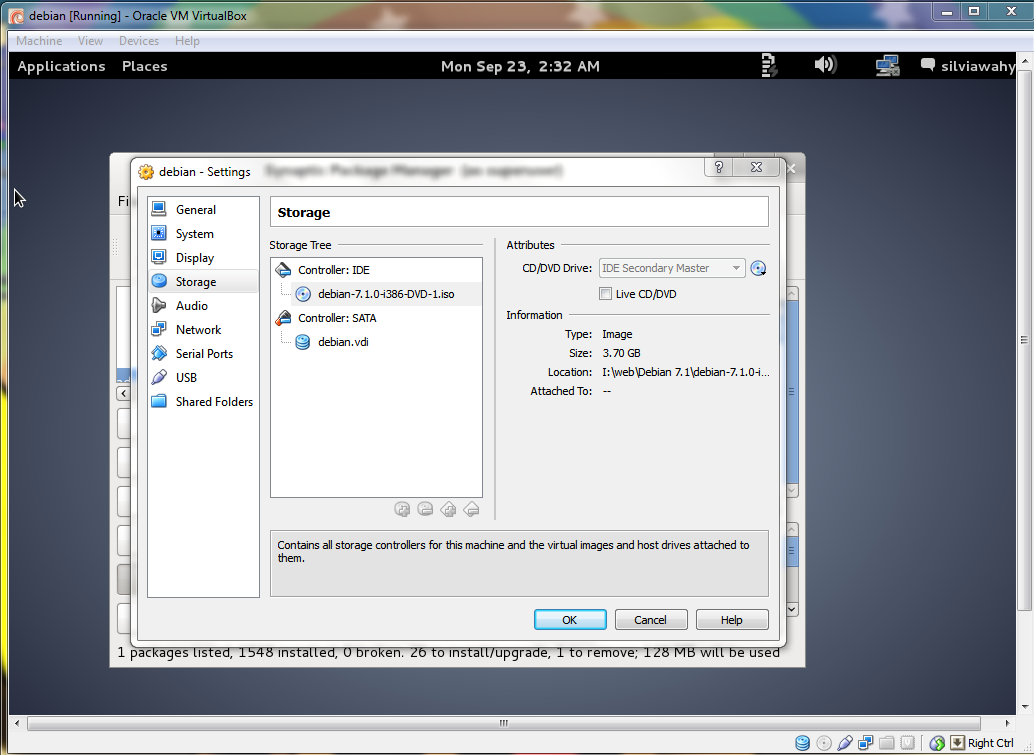 debian [Running] - Oracle VM VirtualBox
Machine View Devices Help
Applications Places Mon Sep 23, 2:32 AM silviawahy
debian - Settings Synaptic Package Manager (as superuser)
Fi
General
System
Display
Storage
Audio
Network
Serial Ports
USB
Shared Folders
Storage
Storage Tree
Controller: IDE
debian-7.1.0-i386-DVD-1.iso
Controller: SATA
debian.vdi
Attributes
CD/DVD Drive: IDE Secondary Master
Live CD/DVD
Information
Type: Image
Size: 3.70 GB
Location: I:\web\Debian 7.1\debian-7.1.0-i...
Attached To: --
Contains all storage controllers for this machine and the virtual images and host drives attached to
them.
OK Cancel Help
1 packages listed, 1548 installed, 0 broken. 26 to install/upgrade, 1 to remove; 128 MB will be used
Right Ctrl